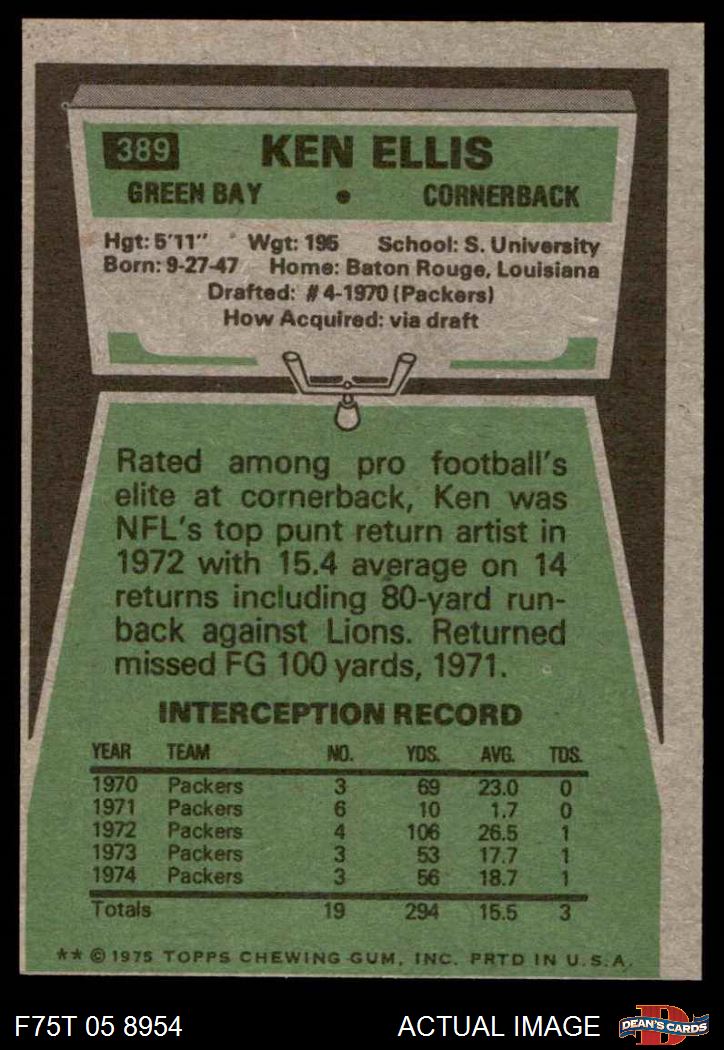 389 KEN ELLIS
GREEN BAY • CORNERBACK
Hgt: 5'11" Wgt: 195 School: S. University
Born: 9-27-47 Home: Baton Rouge, Louisiana
Drafted: #4-1970 (Packers)
How Acquired: via draft
Rated among pro football's
elite at cornerback, Ken was
NFL's top punt return artist in
1972 with 15.4 average on 14
returns including 80-yard run-
back against Lions. Returned
missed FG 100 yards, 1971.
INTERCEPTION RECORD
YEAR TEAM NO. YDS. AVG. TDS.
1970 Packers 3 69 23.0 0
1971 Packers 6 10 1.7 0
1972 Packers 4 106 26.5 1
1973 Packers 3 53 17.7 1
1974 Packers 3 56 18.7 1
Totals 19 294 15.5 3
** © 1975 TOPPS CHEWING GUM, INC. PRTD IN U.S.A.
F75T 05 8954 ACTUAL IMAGE D DEAN'S CARDS